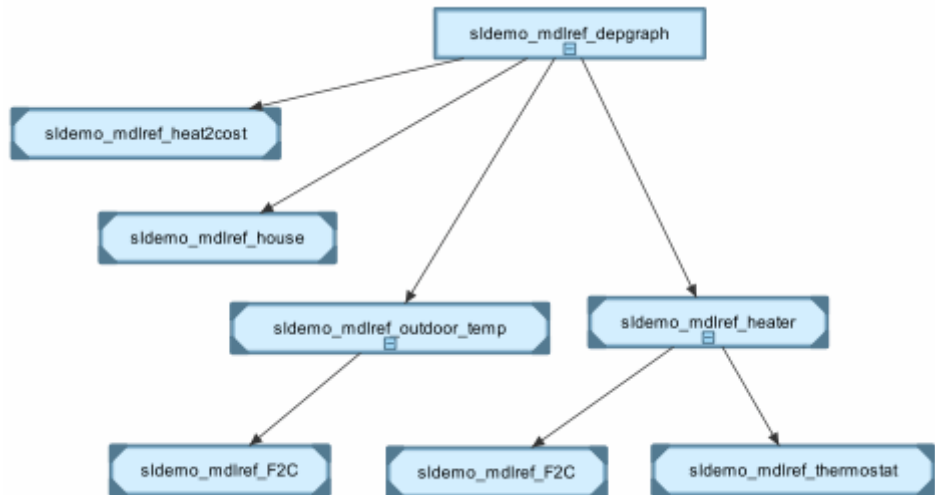 sldemo_mdlref_depgraph
sldemo_mdlref_heat2cost
sldemo_mdlref_house
sldemo_mdlref_outdoor_temp
sldemo_mdlref_heater
sldemo_mdlref_F2C
sldemo_mdlref_F2C
sldemo_mdlref_thermostat